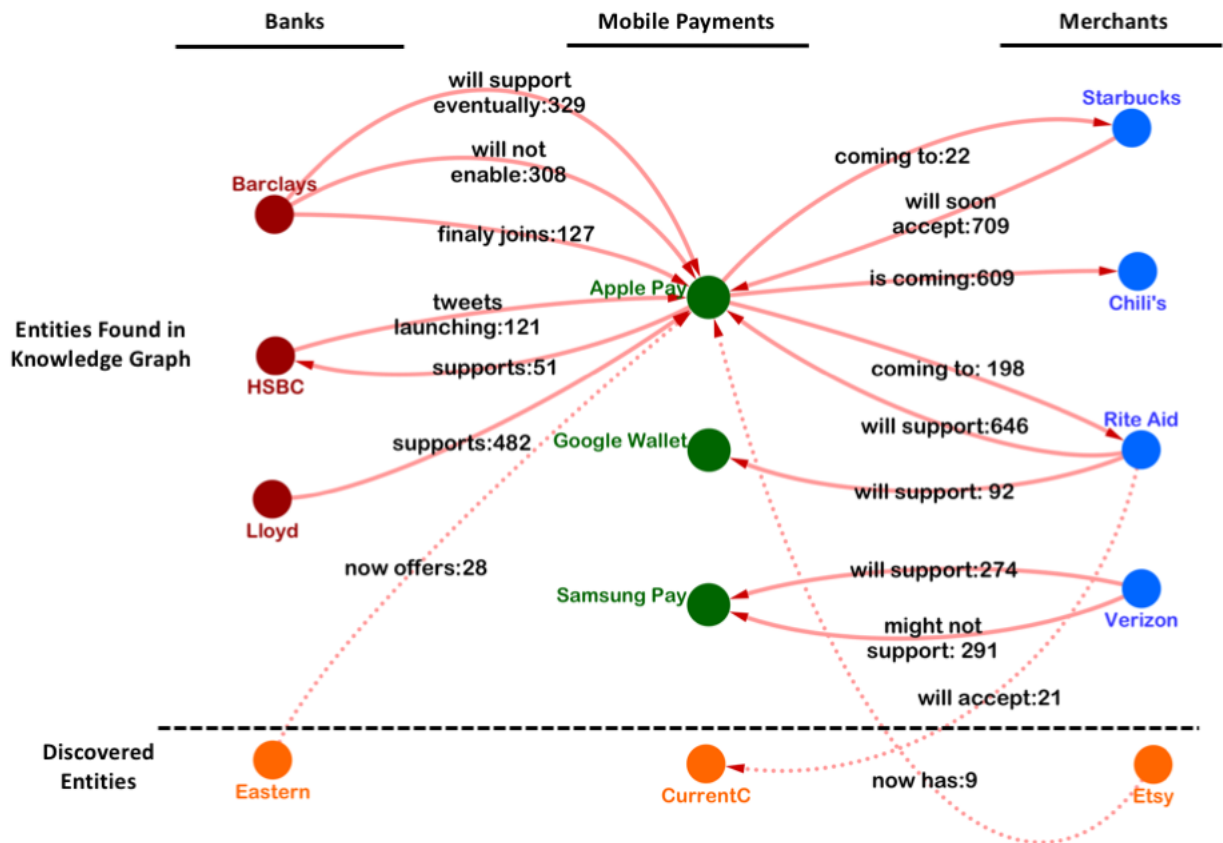 Banks
Mobile Payments
Merchants
will support
eventually:329
Starbucks
will not
enable:308
coming to:22
Barclays
will soon
accept:709
finaly joins:127
Apple Pay
is coming:609
Chili's
tweets
launching:121
Entities Found in
Knowledge Graph
supports:51
coming to: 198
HSBC
Rite Aid
will support:646
supports:482
Google Wallet
will support: 92
Lloyd
now offers:28
will support:274
Samsung Pay
Verizon
might not
support: 291
will accept:21
Discovered
Entities
now has:9
Eastern
CurrentC
Etsy